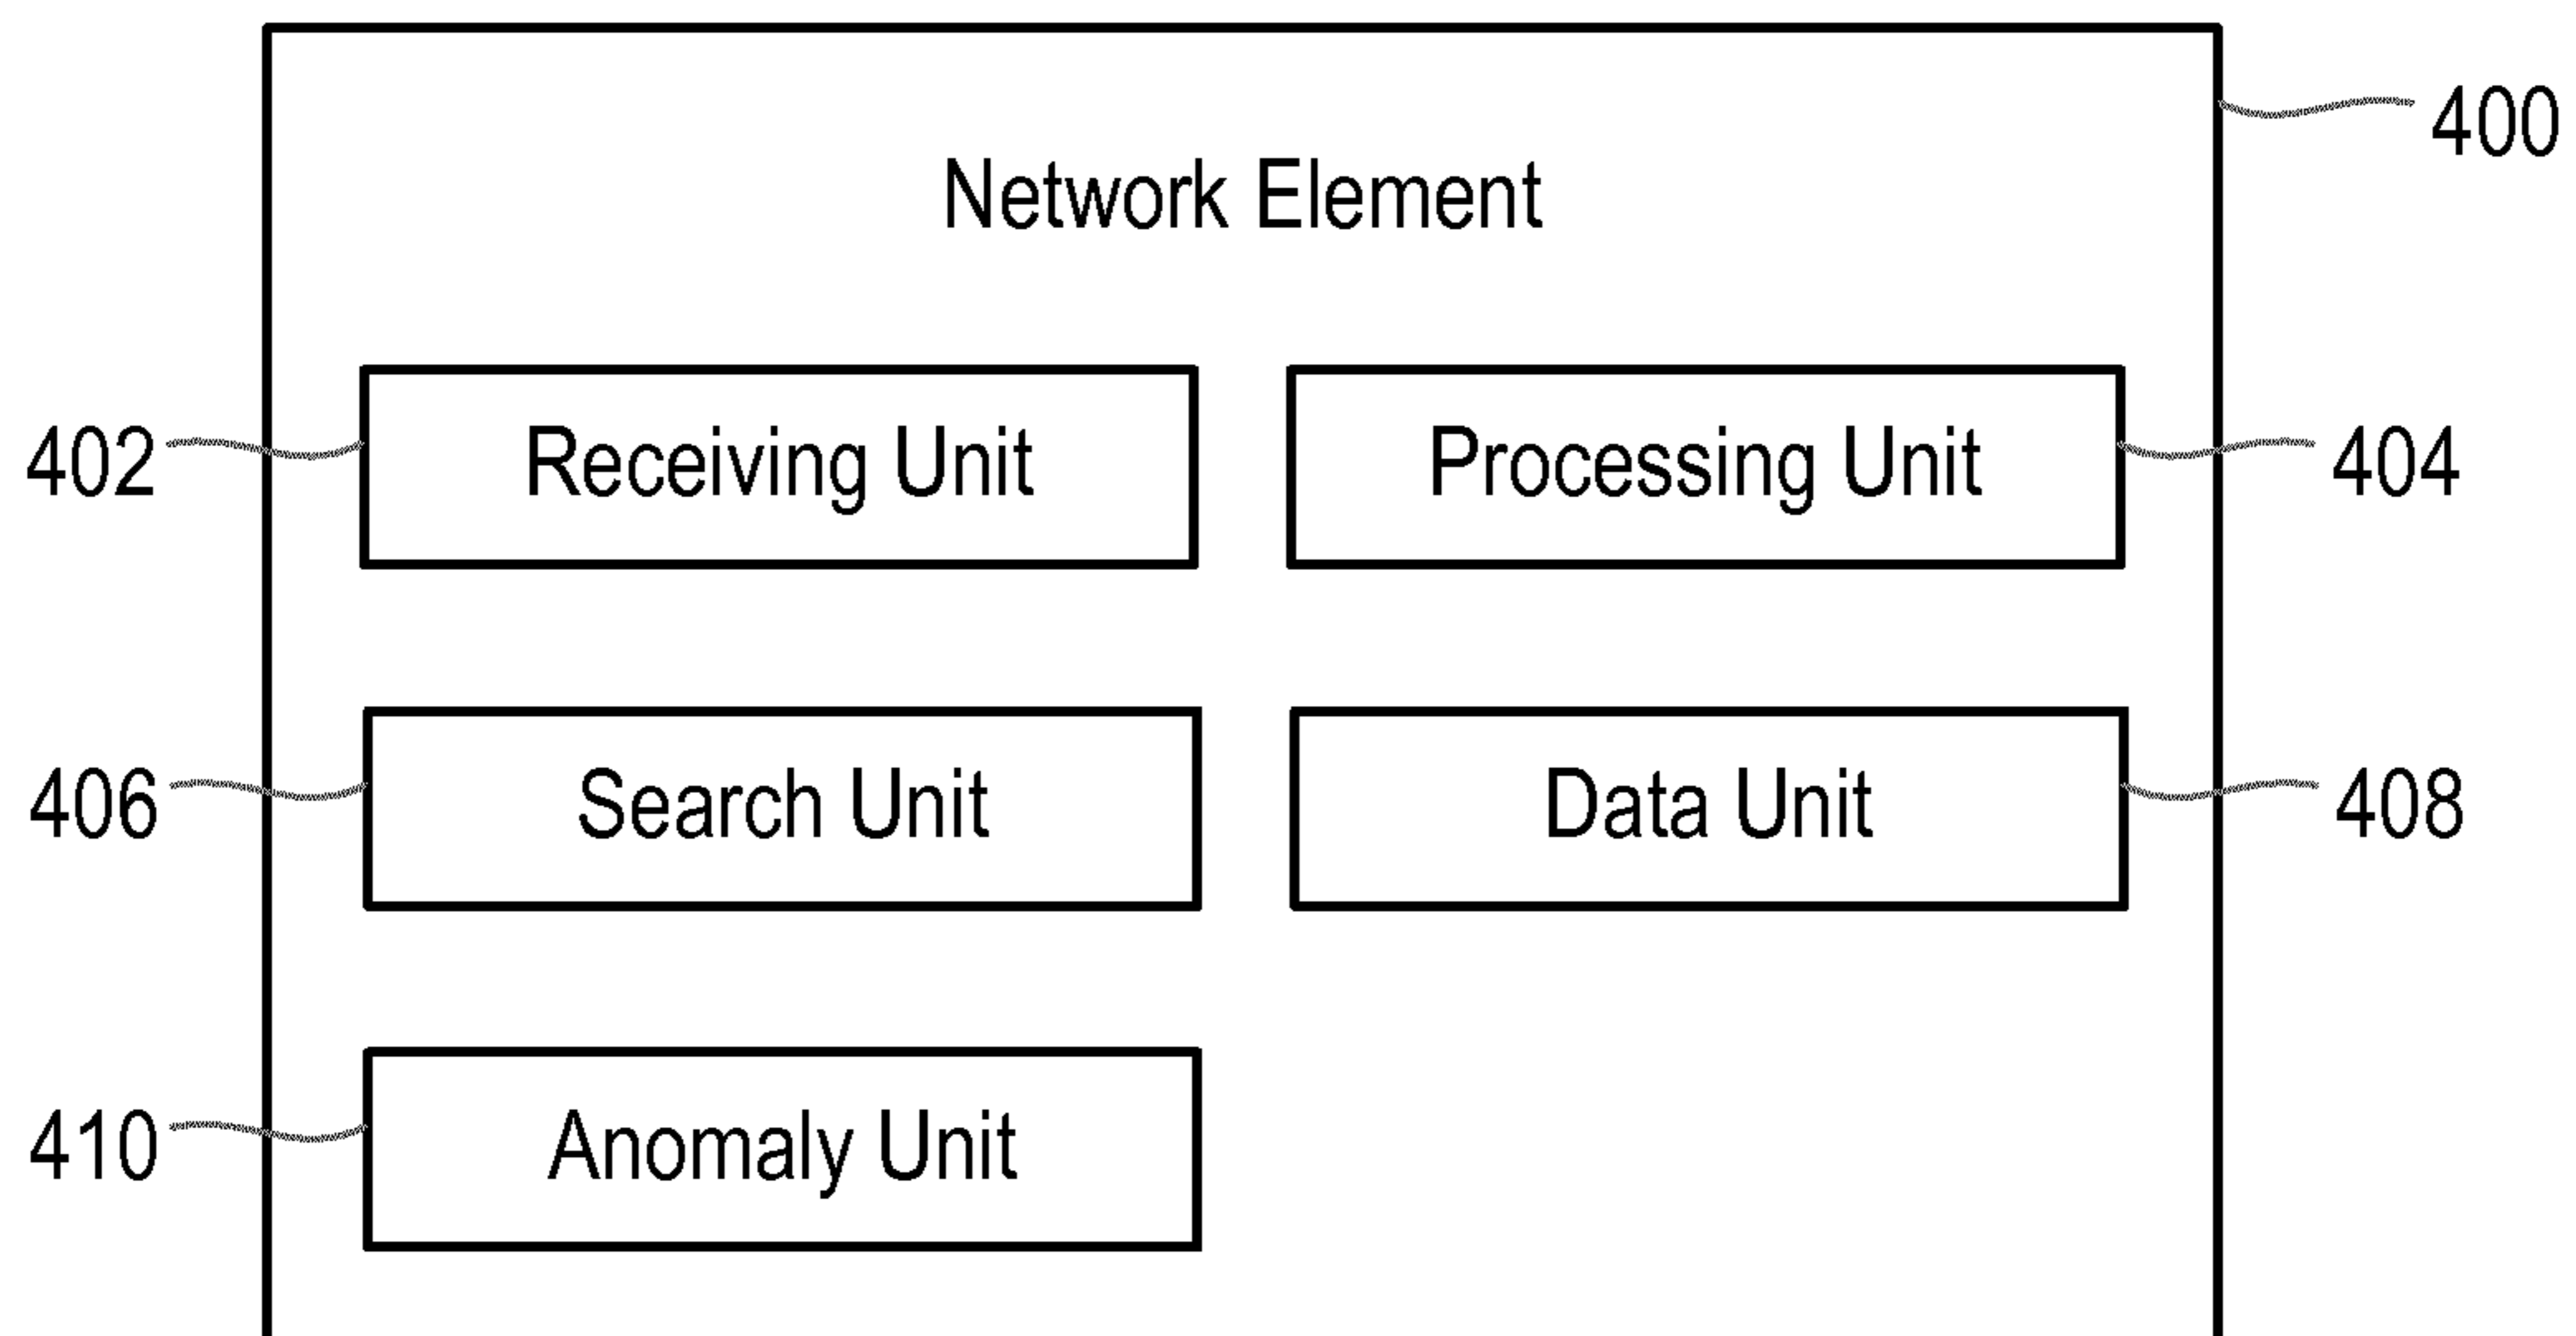 400
Network Element
402 Receiving Unit Processing Unit 404
406 Search Unit Data Unit 408
410 Anomaly Unit